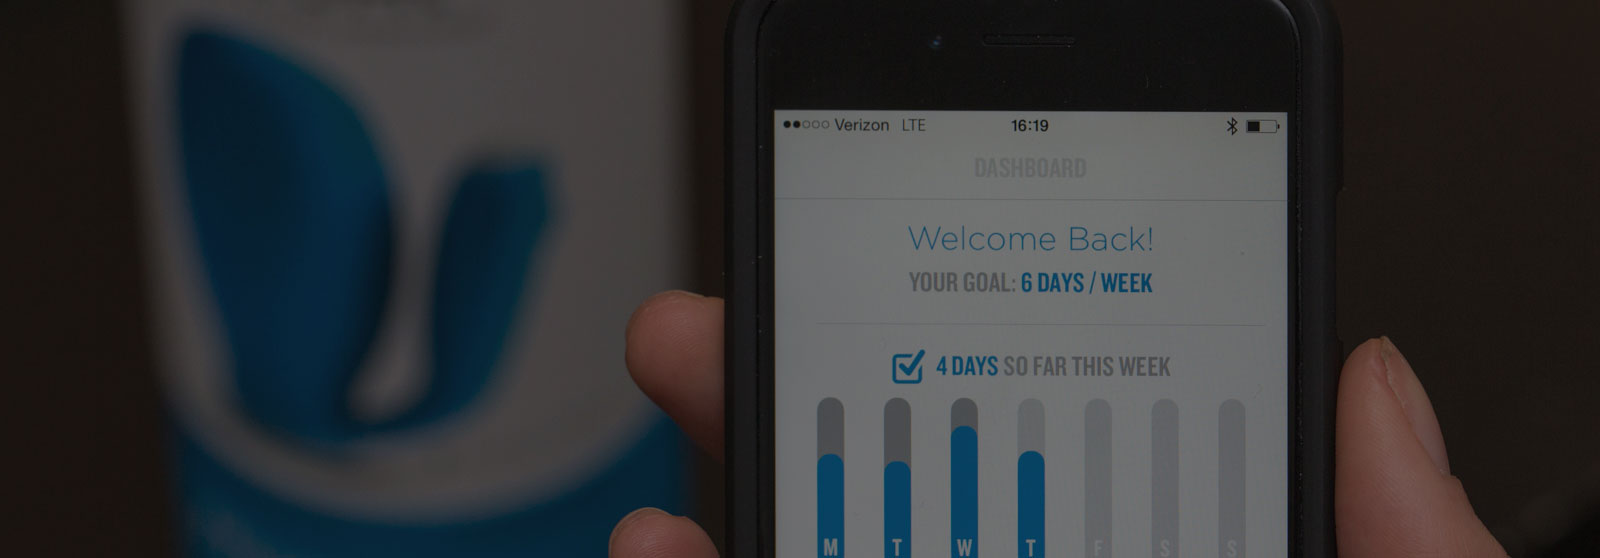 Verizon LTE 16:19
DASHBOARD
Welcome Back!
YOUR GOAL: 6 DAYS / WEEK
4 DAYS SO FAR THIS WEEK
M T W T F S S